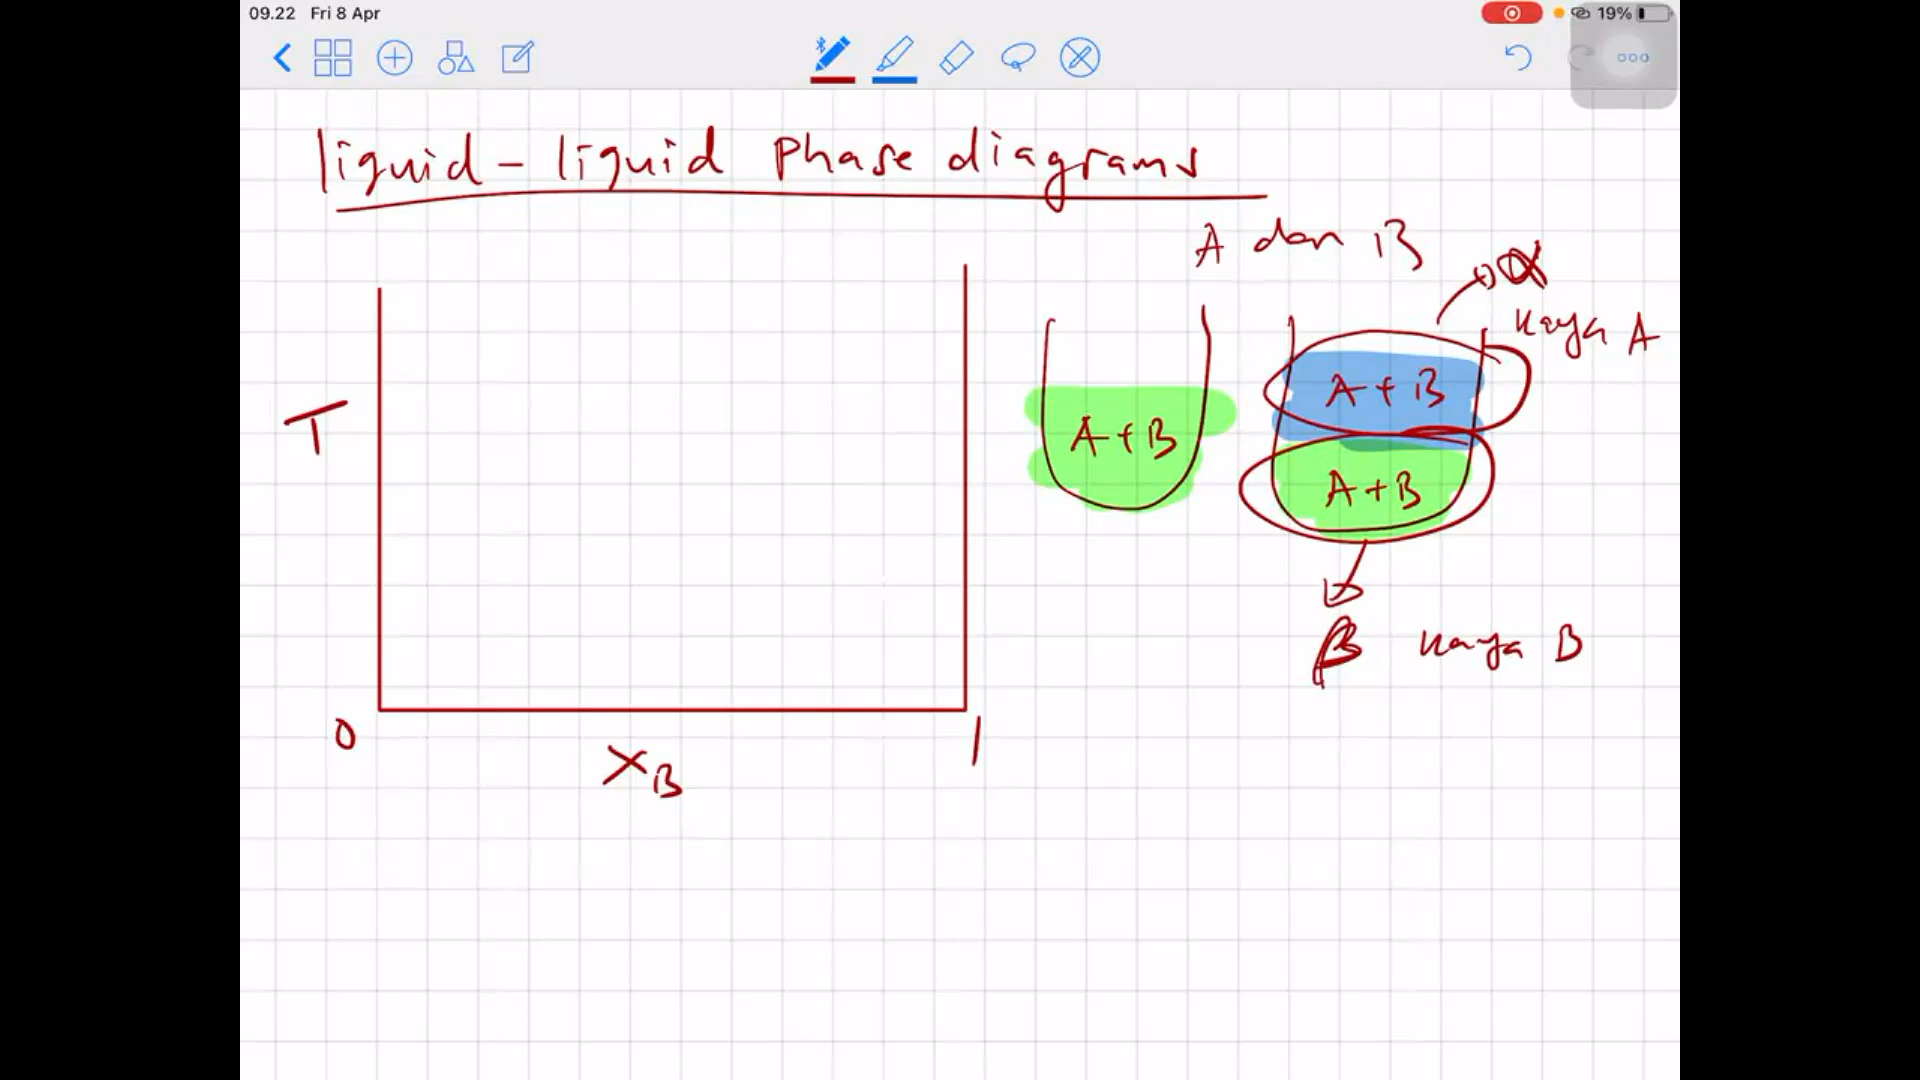 09.22 Fri 8 Apr
19%
liquid - liquid Phase diagrams
A dan B
α
kaya A
T
A + B
A + B
A + B
β kaya B
0
1
XB